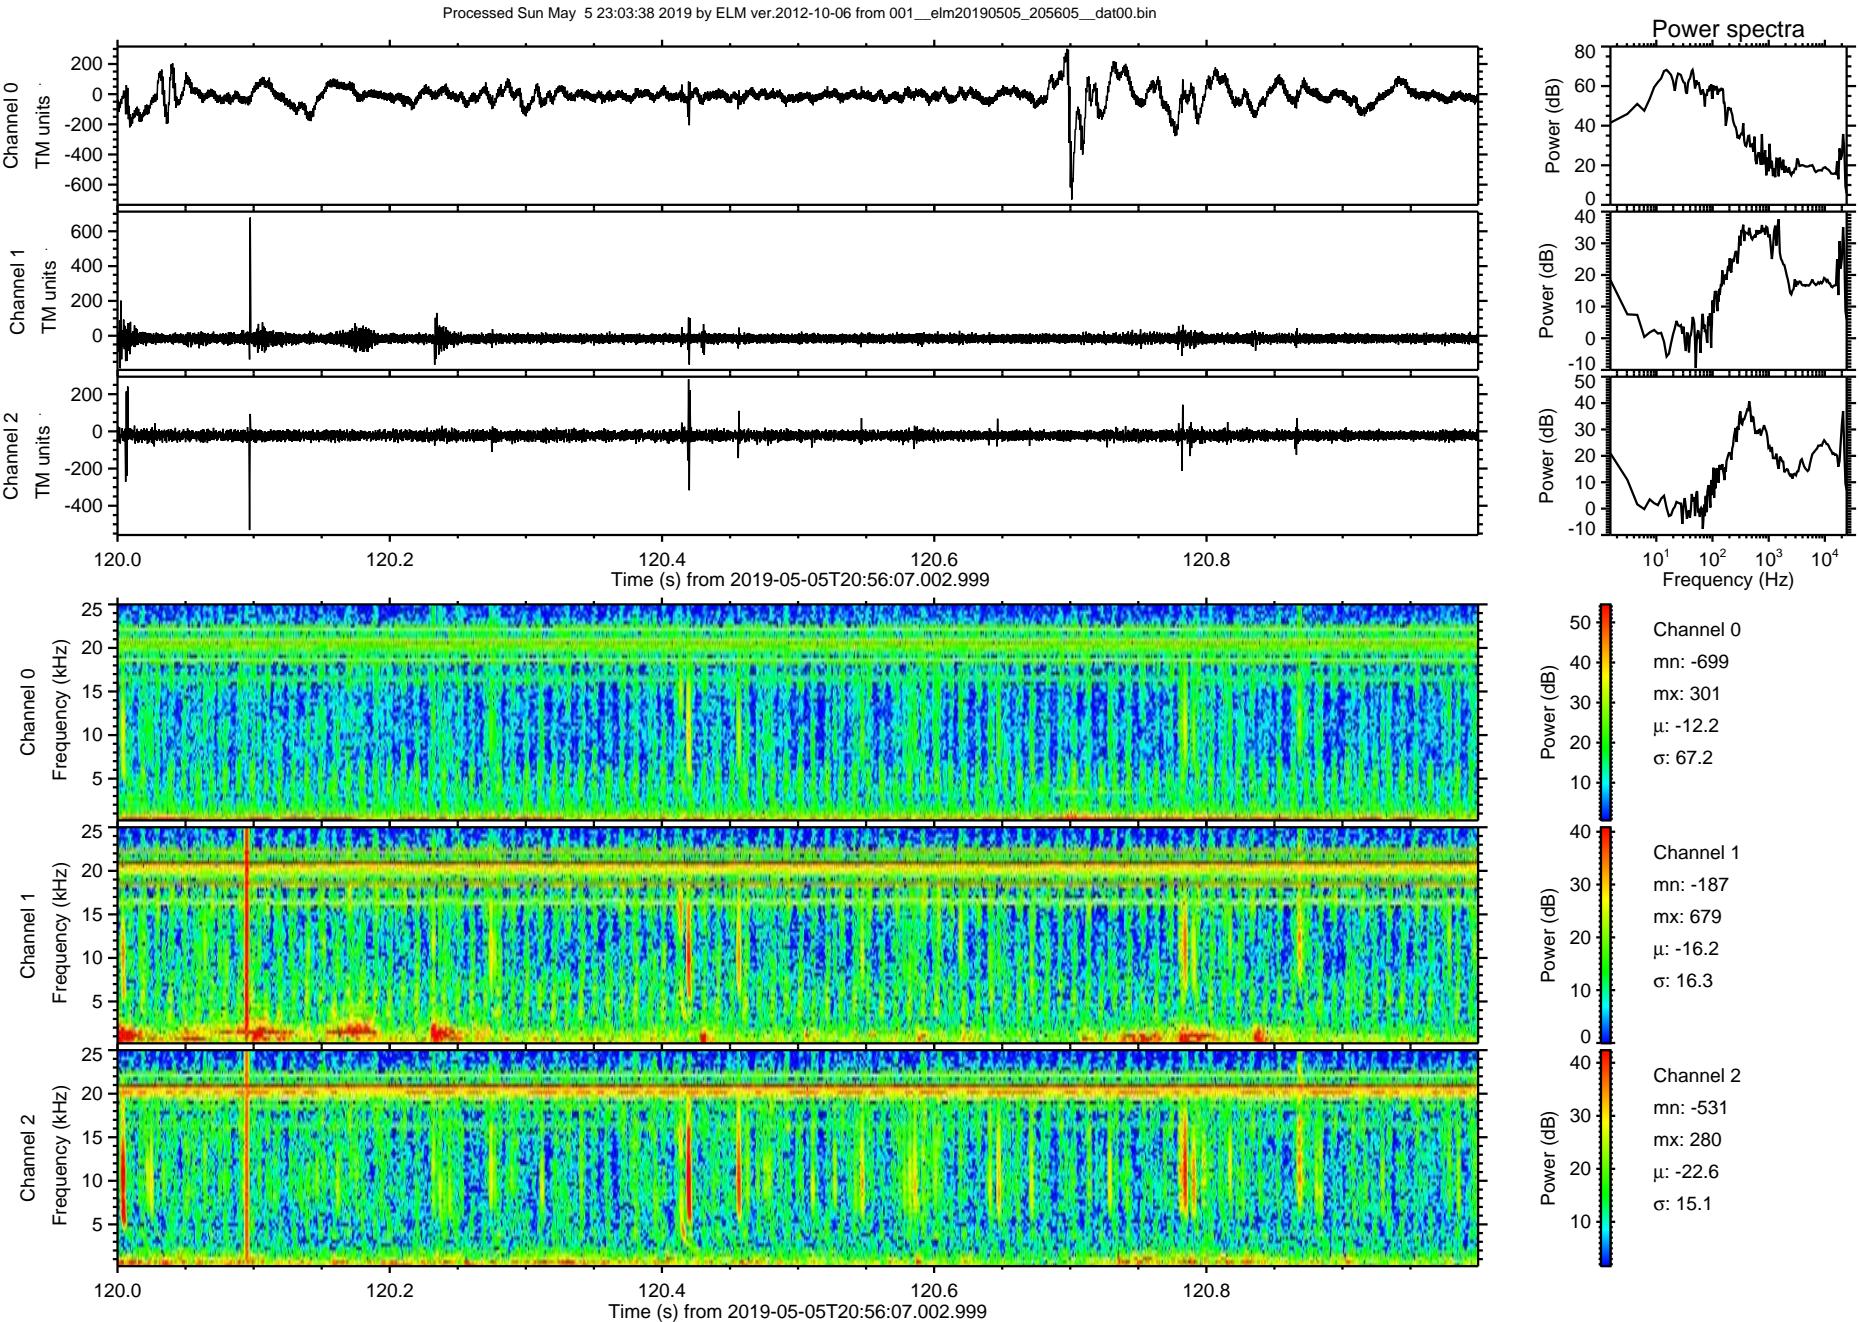 Processed Sun May  5 23:03:38 2019 by ELM ver.2012-10-06 from 001__elm20190505_205605__dat00.bin
Power spectra
Channel 0
TM units
200
0
-200
-400
-600
Power (dB)
80
60
40
20
0
Channel 1
TM units
600
400
200
0
Power (dB)
40
30
20
10
0
-10
Channel 2
TM units
200
0
-200
-400
Power (dB)
50
40
30
20
10
0
-10
120.0 120.2 120.4 120.6 120.8
Time (s) from 2019-05-05T20:56:07.002.999
10¹ 10² 10³ 10⁴
Frequency (Hz)
Channel 0
Frequency (kHz)
25
20
15
10
5
Power (dB)
50
40
30
20
10
Channel 0
mn: -699
mx: 301
μ: -12.2
σ: 67.2
Channel 1
Frequency (kHz)
25
20
15
10
5
Power (dB)
40
30
20
10
0
Channel 1
mn: -187
mx: 679
μ: -16.2
σ: 16.3
Channel 2
Frequency (kHz)
25
20
15
10
5
Power (dB)
40
30
20
10
Channel 2
mn: -531
mx: 280
μ: -22.6
σ: 15.1
120.0 120.2 120.4 120.6 120.8
Time (s) from 2019-05-05T20:56:07.002.999